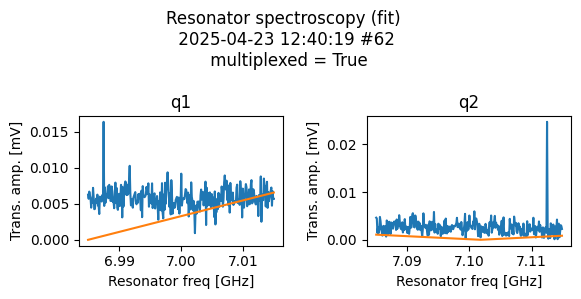 Resonator spectroscopy (fit)
2025-04-23 12:40:19 #62
multiplexed = True
q1
Trans. amp. [mV]
0.015
0.010
0.005
0.000
6.99
7.00
7.01
Resonator freq [GHz]
q2
Trans. amp. [mV]
0.02
0.01
0.00
7.09
7.10
7.11
Resonator freq [GHz]